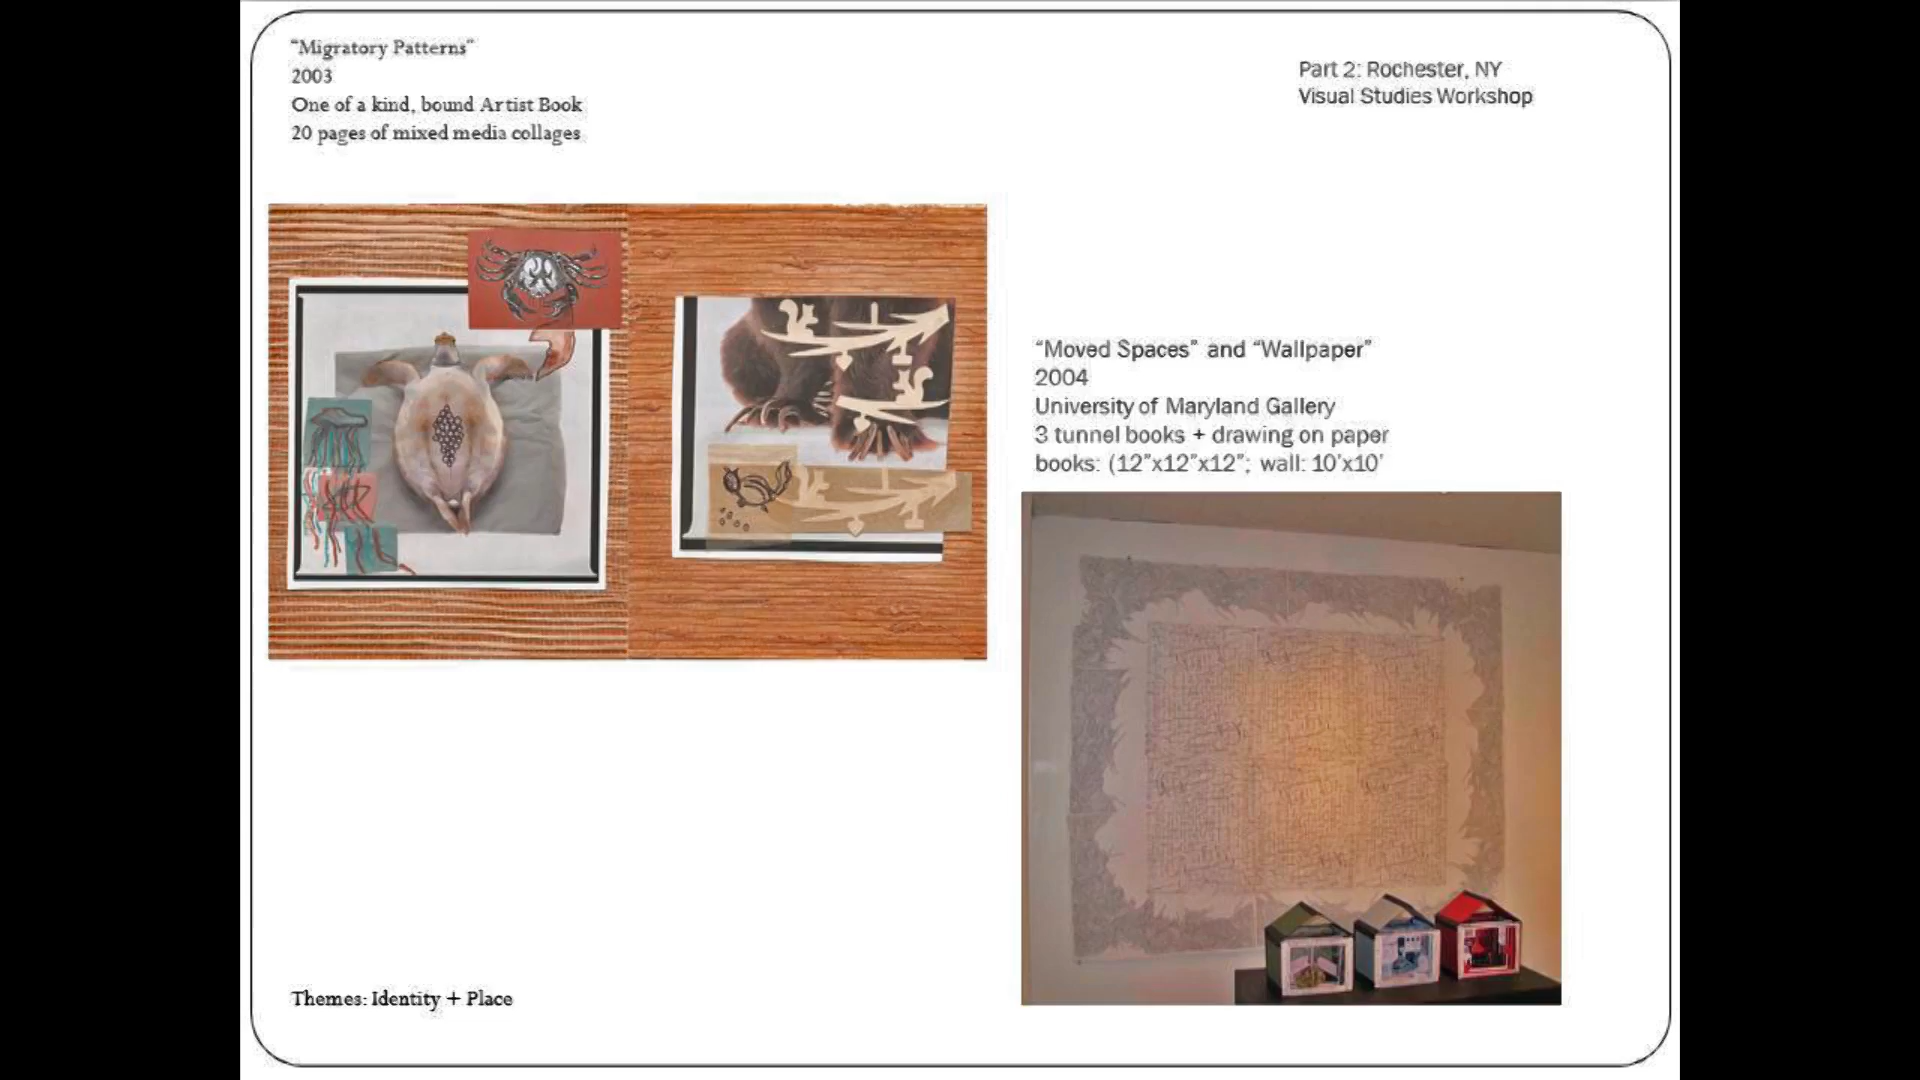 “Migratory Patterns”
2003
One of a kind, bound Artist Book
20 pages of mixed media collages
Part 2: Rochester, NY
Visual Studies Workshop
“Moved Spaces” and “Wallpaper”
2004
University of Maryland Gallery
3 tunnel books + drawing on paper
books: (12”x12”x12”; wall: 10’x10’
Themes: Identity + Place